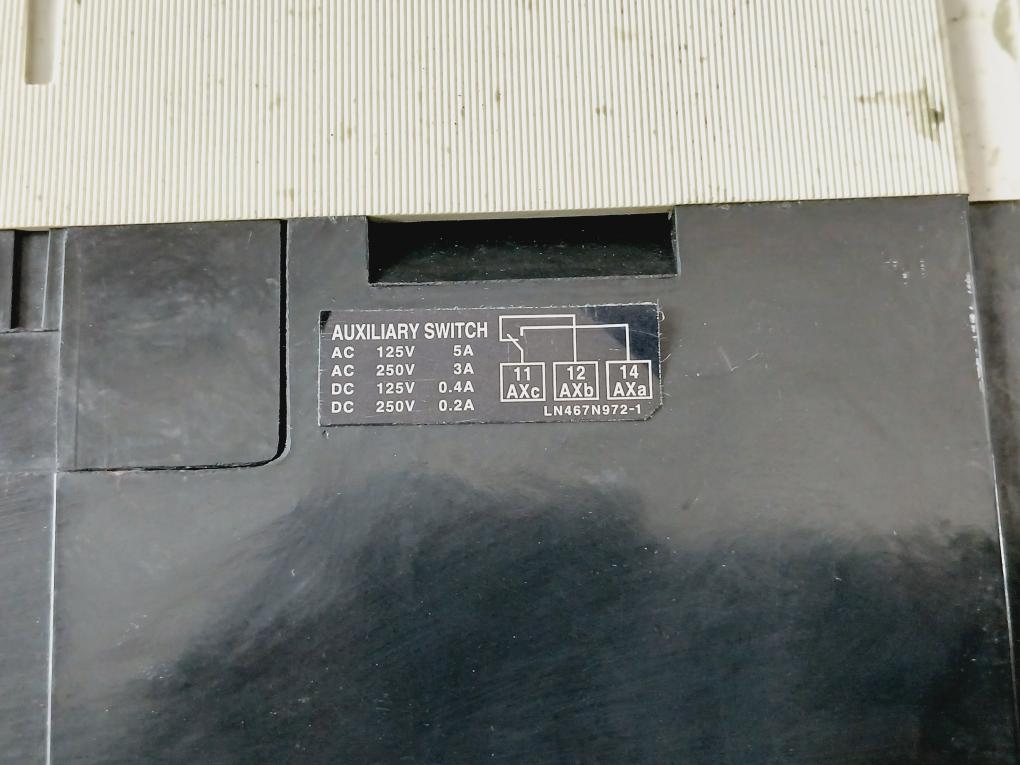 AUXILIARY SWITCH
AC 125V 5A
AC 250V 3A
DC 125V 0.4A
DC 250V 0.2A
11 12 14
AXc AXb AXa
LN467N972-1